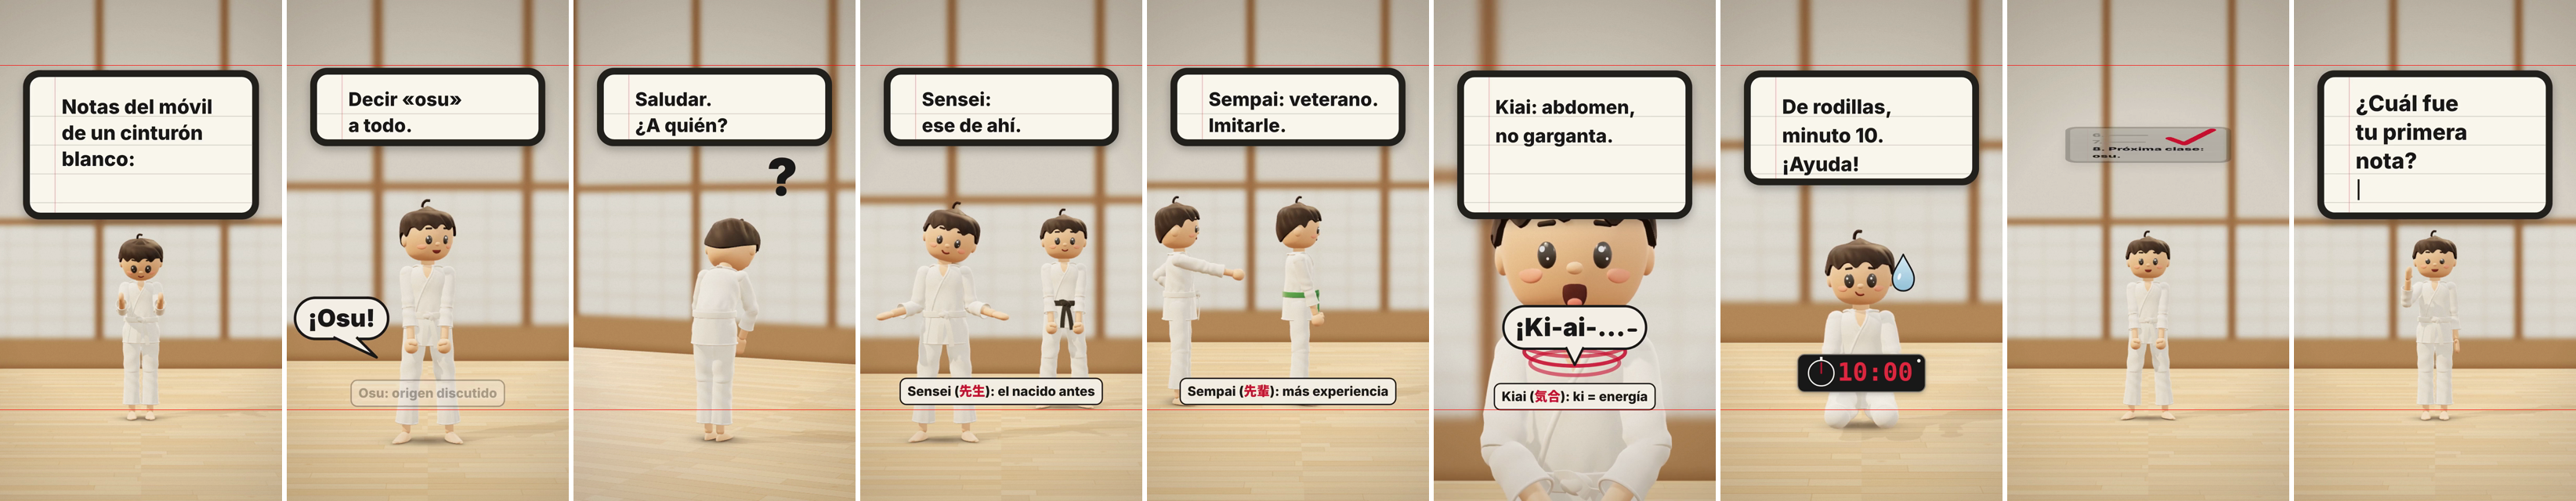 Notas del móvil
de un cinturón
blanco:
Decir «osu»
a todo.
¡Osu!
Osu: origen discutido
Saludar.
¿A quién?
?
Sensei:
ese de ahí.
Sensei (先生): el nacido antes
Sempai: veterano.
Imitarle.
Sempai (先輩): más experiencia
Kiai: abdomen,
no garganta.
¡Ki-ai-...-
Kiai (気合): ki = energía
De rodillas,
minuto 10.
¡Ayuda!
10:00
8. Próxima clase:
osu.
¿Cuál fue
tu primera
nota?